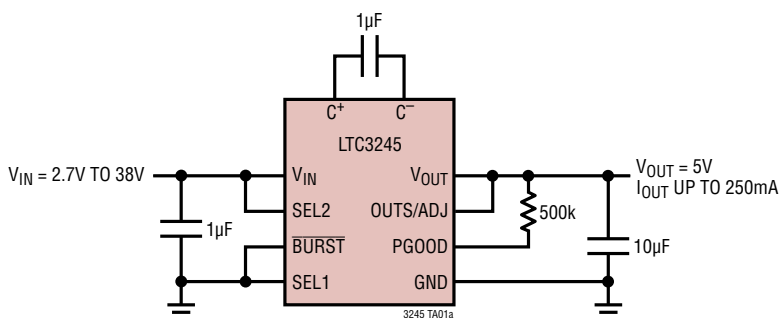 1µF
C+ C–
LTC3245
VIN = 2.7V TO 38V
VIN
VOUT
VOUT = 5V
IOUT UP TO 250mA
SEL2
OUTS/ADJ
500k
1µF
BURST
PGOOD
10µF
SEL1
GND
3245 TA01a